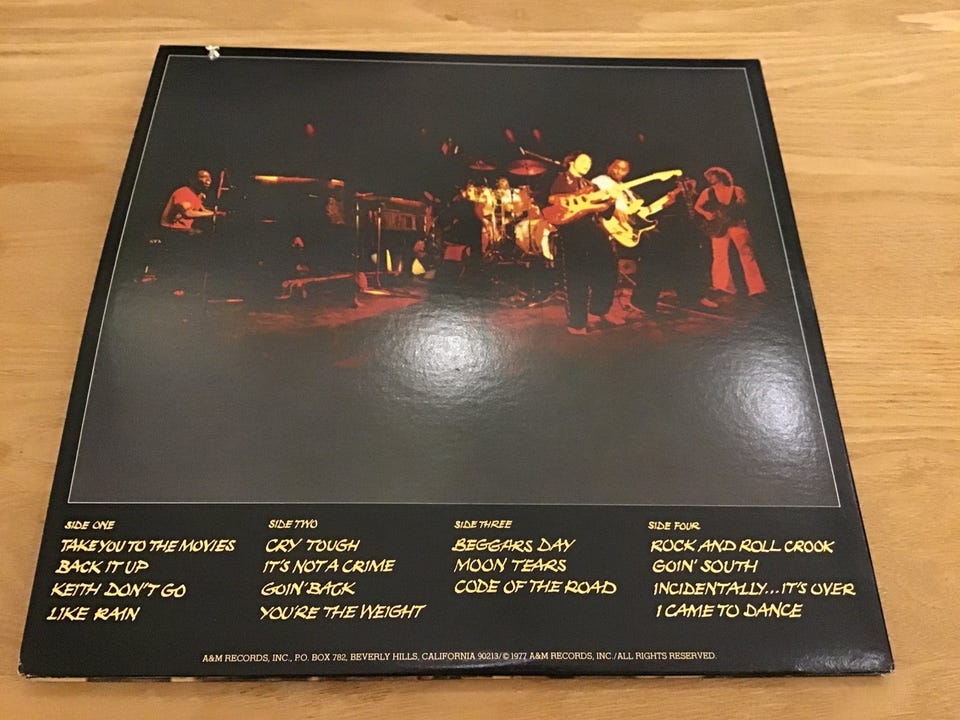 SIDE ONE
TAKE YOU TO THE MOVIES
BACK IT UP
KEITH DON'T GO
LIKE RAIN
SIDE TWO
CRY TOUGH
IT'S NOT A CRIME
GOIN' BACK
YOU'RE THE WEIGHT
SIDE THREE
BEGGARS DAY
MOON TEARS
CODE OF THE ROAD
SIDE FOUR
ROCK AND ROLL CROOK
GOIN' SOUTH
INCIDENTALLY...IT'S OVER
I CAME TO DANCE
A&M RECORDS, INC., P.O. BOX 782, BEVERLY HILLS, CALIFORNIA 90213/© 1977 A&M RECORDS, INC./ALL RIGHTS RESERVED.